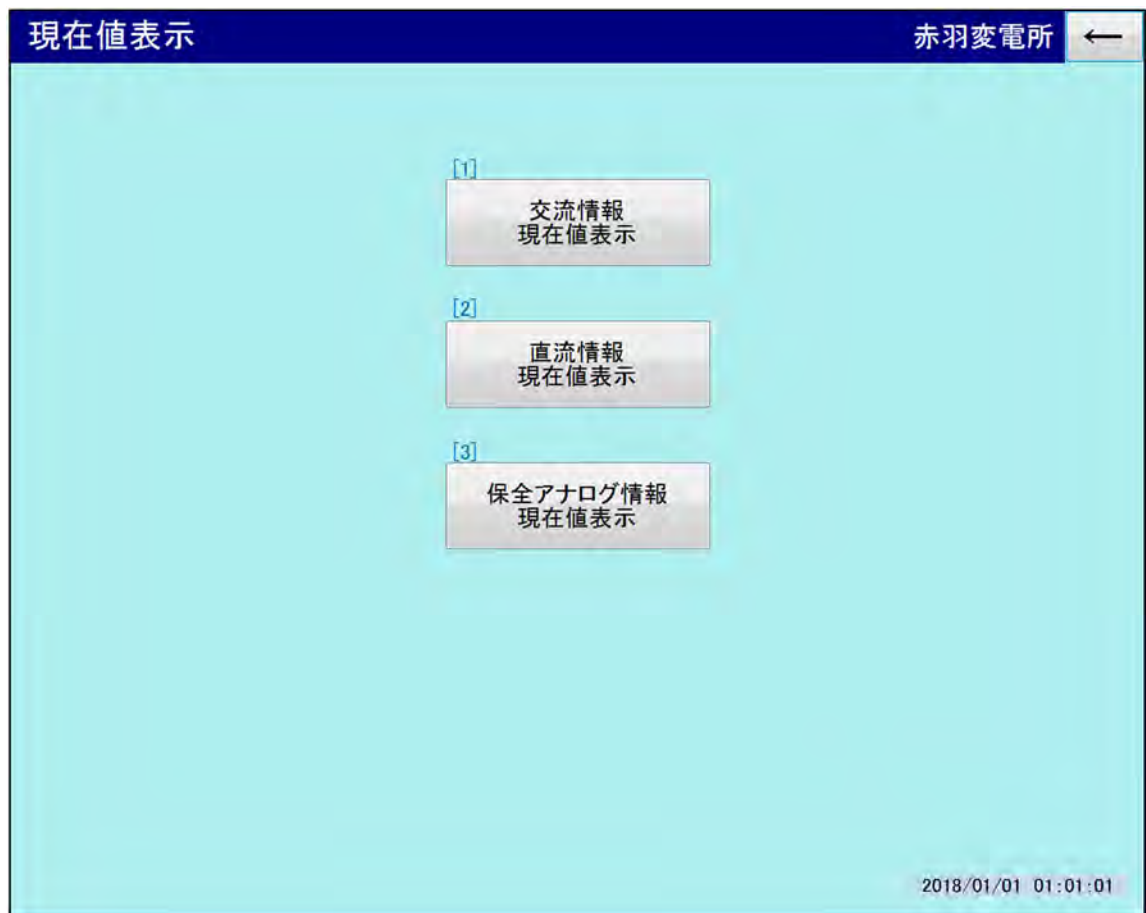 現在値表示
赤羽変電所
←
[1]
交流情報
現在値表示
[2]
直流情報
現在値表示
[3]
保全アナログ情報
現在値表示
2018/01/01 01:01:01